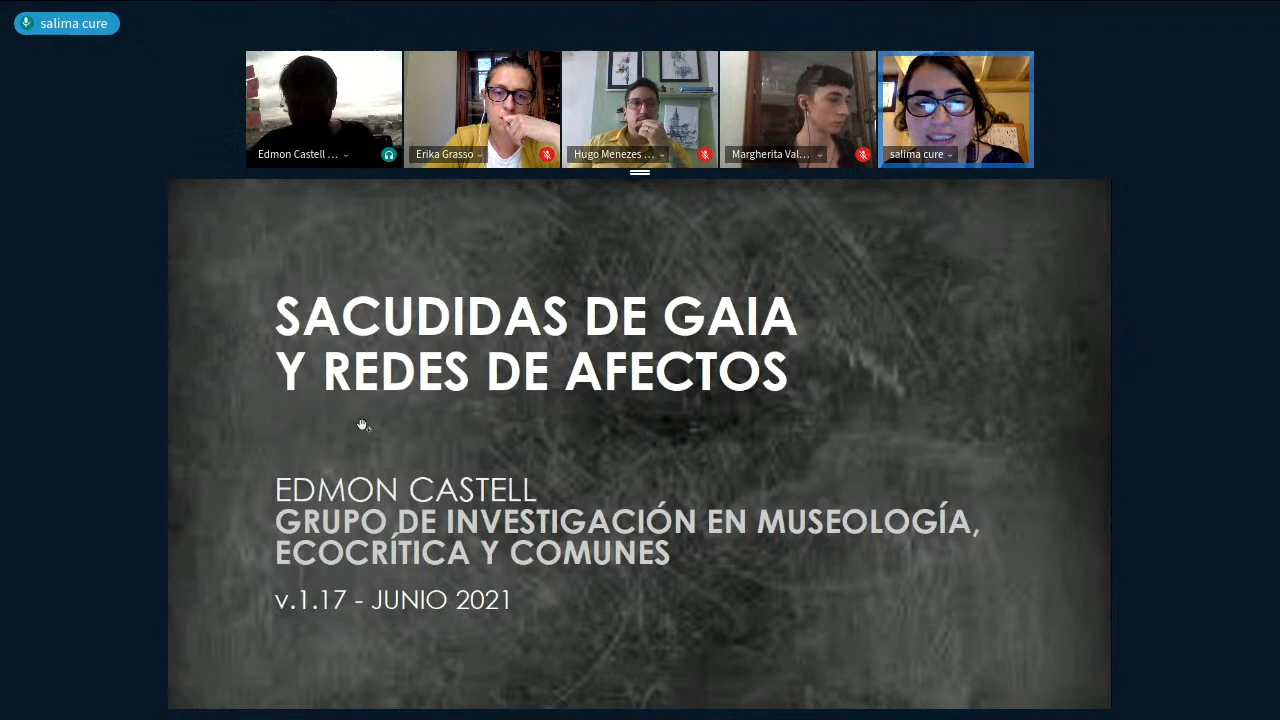 salima cure
Edmon Castell ...
Erika Grasso
Hugo Menezes ...
Margherita Val...
salima cure
SACUDIDAS DE GAIA
Y REDES DE AFECTOS
EDMON CASTELL
GRUPO DE INVESTIGACIÓN EN MUSEOLOGÍA,
ECOCRÍTICA Y COMUNES
v.1.17 - JUNIO 2021